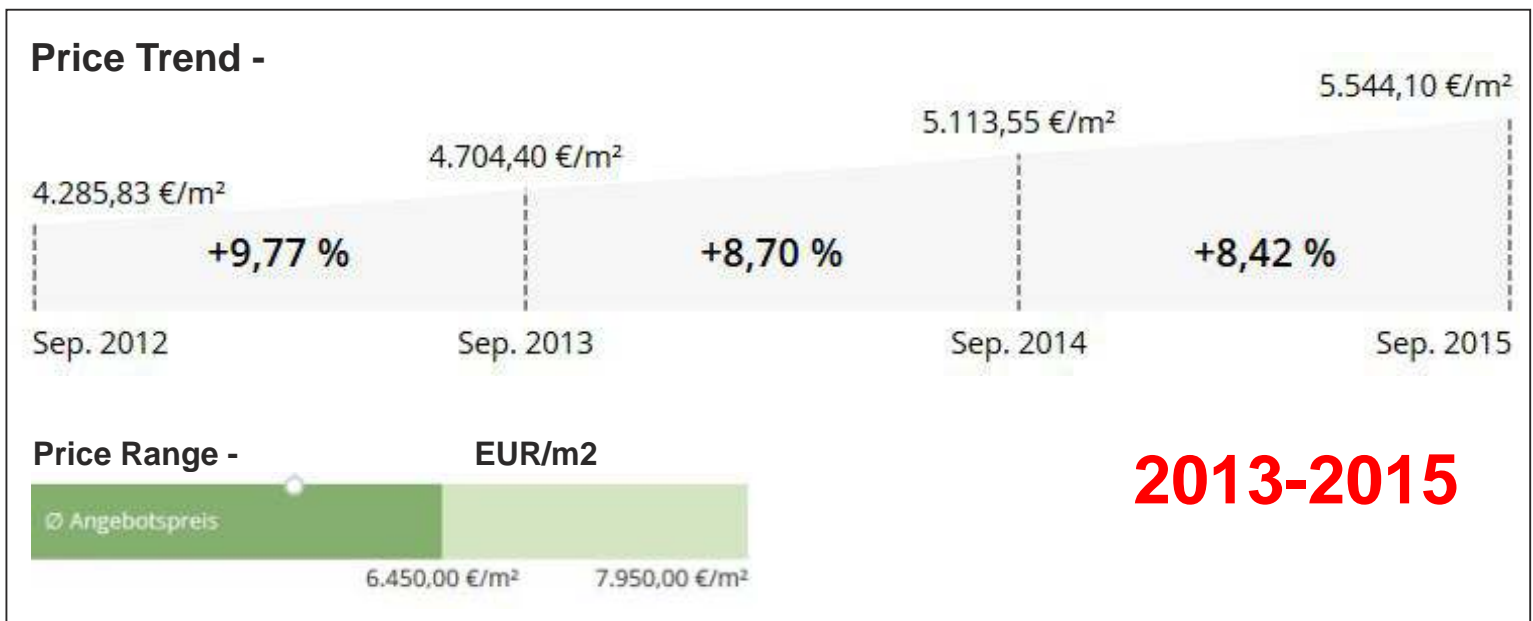 Price Trend -
5.544,10 €/m²
5.113,55 €/m²
4.704,40 €/m²
4.285,83 €/m²
+9,77 % +8,70 % +8,42 %
Sep. 2012 Sep. 2013 Sep. 2014 Sep. 2015
Price Range - EUR/m2
2013-2015
Ø Angebotspreis
6.450,00 €/m² 7.950,00 €/m²